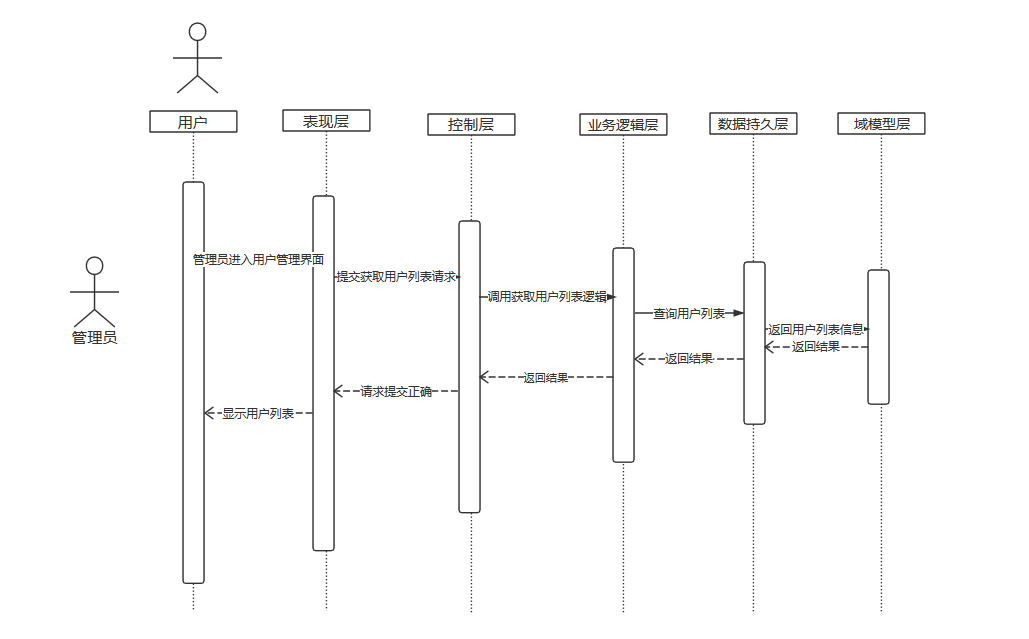 用户
表现层
控制层
业务逻辑层
数据持久层
域模型层
管理员进入用户管理界面
提交获取用户列表请求
调用获取用户列表逻辑
查询用户列表
返回用户列表信息
管理员
返回结果
返回结果
返回结果
请求提交正确
显示用户列表